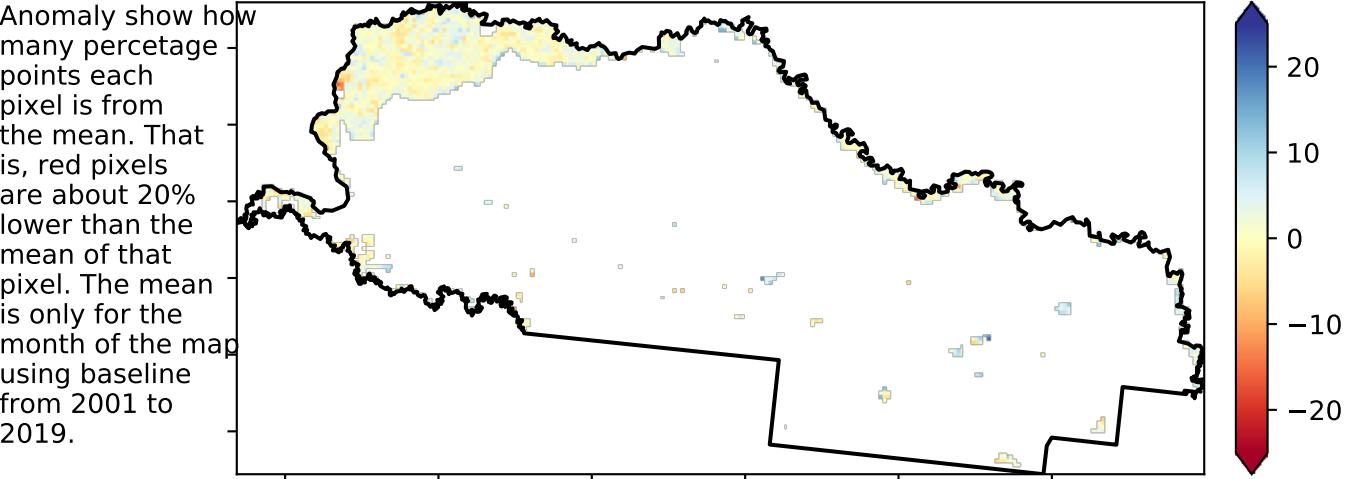 Anomaly show how
many percetage
points each
pixel is from
the mean. That
is, red pixels
are about 20%
lower than the
mean of that
pixel. The mean
is only for the
month of the map
using baseline
from 2001 to
2019.
20
10
0
−10
−20